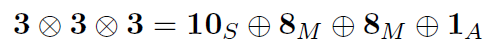 3 ⊗ 3 ⊗ 3 = 10_S ⊕ 8_M ⊕ 8_M ⊕ 1_A